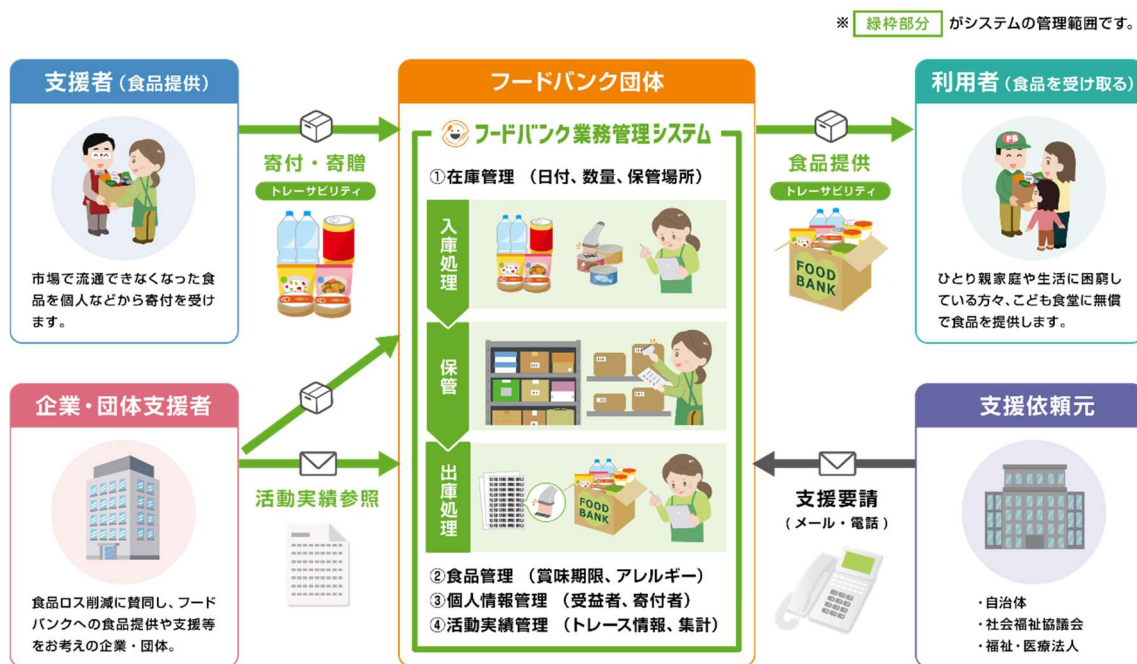 ※ 緑枠部分 がシステムの管理範囲です。
支援者（食品提供）
市場で流通できなくなった食
品を個人などから寄付を受け
ます。
寄付・寄贈
トレーサビリティ
フードバンク団体
フードバンク業務管理システム
①在庫管理 （日付、数量、保管場所）
入庫処理
保管
出庫処理
FOOD
BANK
②食品管理 （賞味期限、アレルギー）
③個人情報管理 （受益者、寄付者）
④活動実績管理 （トレース情報、集計）
食品提供
トレーサビリティ
FOOD
BANK
利用者（食品を受け取る）
FB
ひとり親家庭や生活に困窮し
ている方々、こども食堂に無償
で食品を提供します。
企業・団体支援者
食品ロス削減に賛同し、フード
バンクへの食品提供や支援等
をお考えの企業・団体。
活動実績参照
支援要請
（メール・電話）
支援依頼元
・自治体
・社会福祉協議会
・福祉・医療法人